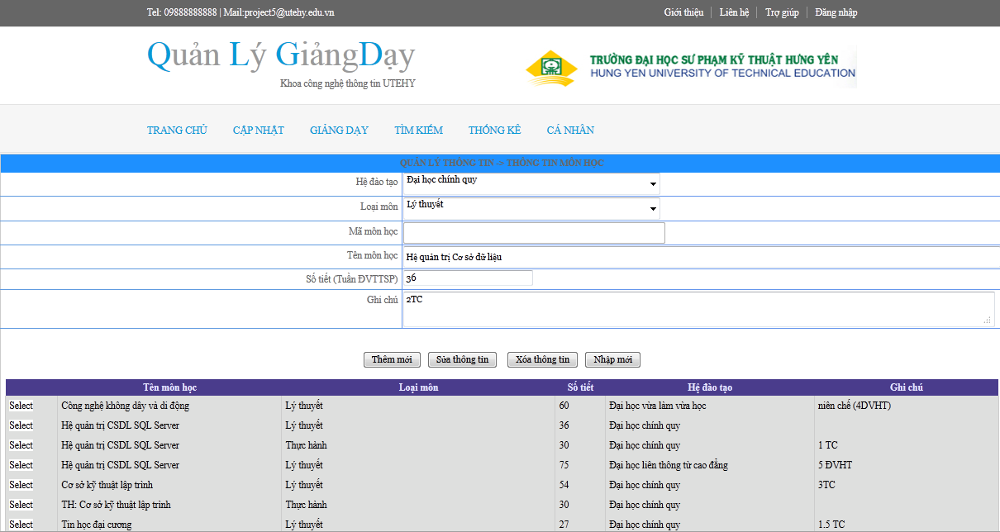 Tel: 09888888888 | Mail:project5@utehy.edu.vn
Giới thiệu | Liên hệ | Trợ giúp | Đăng nhập
Quản Lý GiảngDạy
Khoa công nghệ thông tin UTEHY
TRƯỜNG ĐẠI HỌC SƯ PHẠM KỸ THUẬT HƯNG YÊN
HUNG YEN UNIVERSITY OF TECHNICAL EDUCATION
TRANG CHỦ CẬP NHẬT GIẢNG DẠY TÌM KIẾM THỐNG KÊ CÁ NHÂN
QUẢN LÝ THÔNG TIN -> THÔNG TIN MÔN HỌC
Hệ đào tạo Đại học chính quy
Loại môn Lý thuyết
Mã môn học
Tên môn học Hệ quản trị Cơ sở dữ liệu
Số tiết (Tuần ĐVTTSP) 36
Ghi chú 2TC
Thêm mới Sửa thông tin Xóa thông tin Nhập mới
Tên môn học Loại môn Số tiết Hệ đào tạo Ghi chú
Select Công nghệ không dây và di động Lý thuyết 60 Đại học vừa làm vừa học niên chế (4DVHT)
Select Hệ quản trị CSDL SQL Server Lý thuyết 36 Đại học chính quy
Select Hệ quản trị CSDL SQL Server Thực hành 30 Đại học chính quy 1 TC
Select Hệ quản trị CSDL SQL Server Lý thuyết 75 Đại học liên thông từ cao đẳng 5 ĐVHT
Select Cơ sở kỹ thuật lập trình Lý thuyết 54 Đại học chính quy 3TC
Select TH: Cơ sở kỹ thuật lập trình Thực hành 30 Đại học chính quy
Select Tin học đại cương Lý thuyết 27 Đại học chính quy 1.5 TC